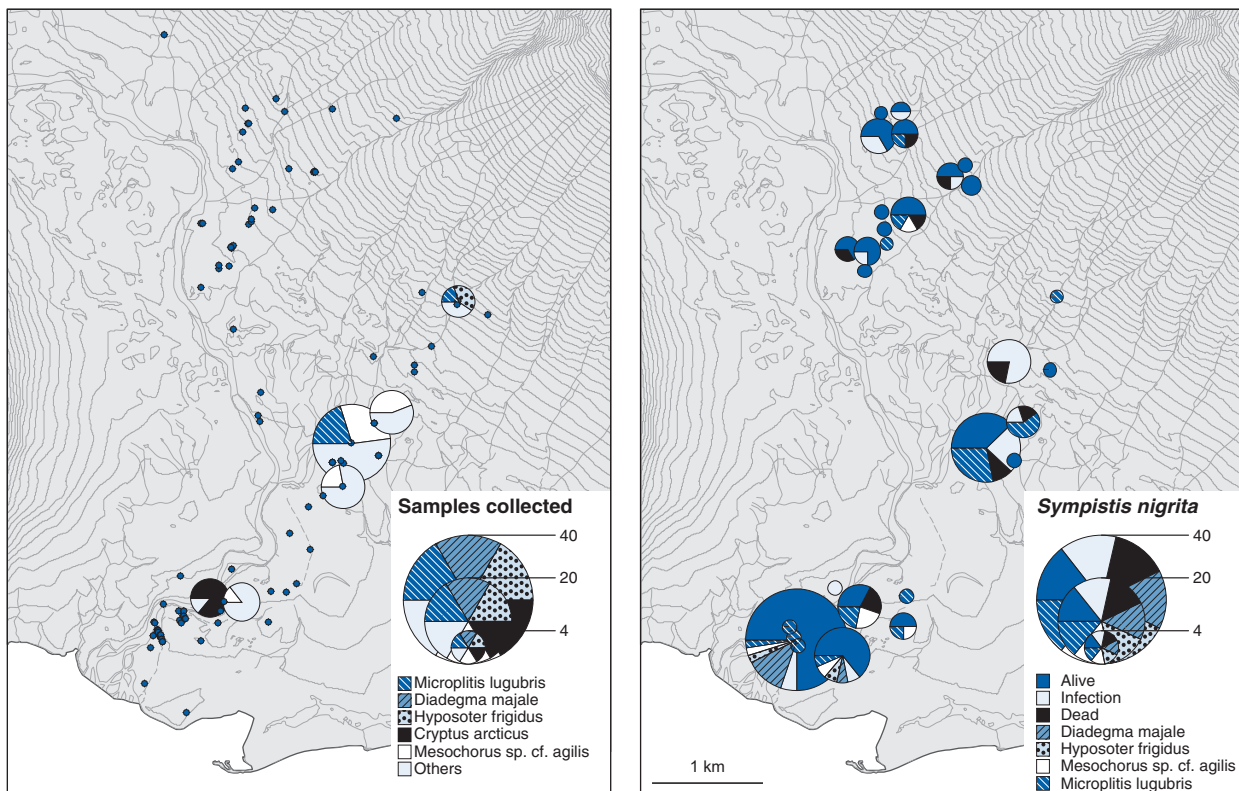 Samples collected
40
20
4
Microplitis lugubris
Diadegma majale
Hyposoter frigidus
Cryptus arcticus
Mesochorus sp. cf. agilis
Others
1 km
Sympistis nigrita
40
20
4
Alive
Infection
Dead
Diadegma majale
Hyposoter frigidus
Mesochorus sp. cf. agilis
Microplitis lugubris